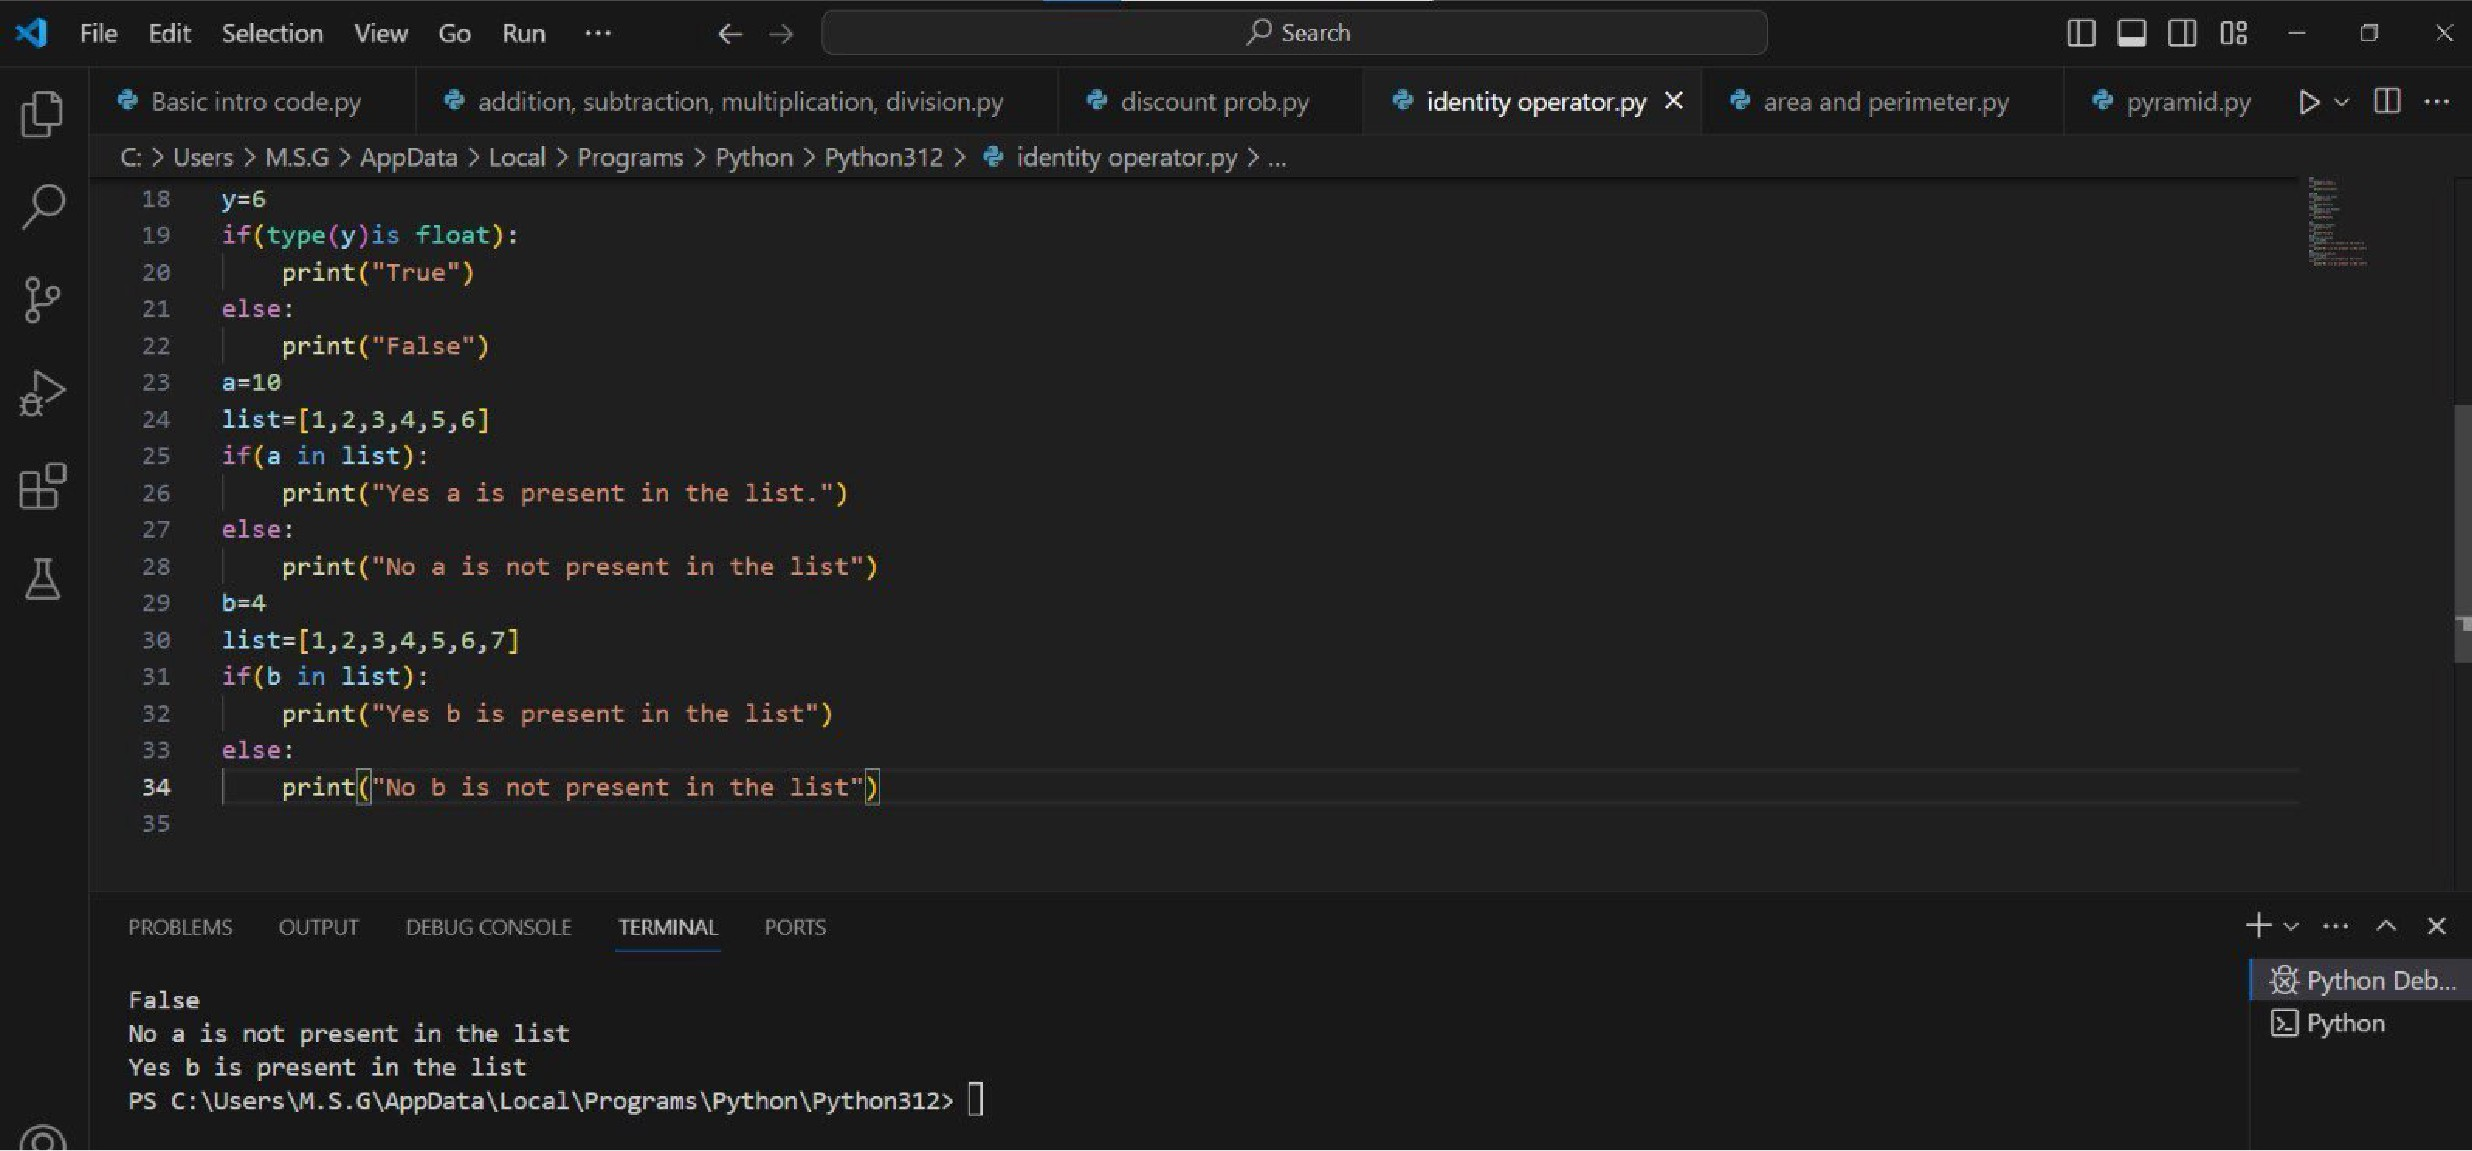 File Edit Selection View Go Run ··· Search
Basic intro code.py addition, subtraction, multiplication, division.py discount prob.py identity operator.py area and perimeter.py pyramid.py
C: > Users > M.S.G > AppData > Local > Programs > Python > Python312 > identity operator.py > ...
18 y=6
19 if(type(y)is float):
20 print("True")
21 else:
22 print("False")
23 a=10
24 list=[1,2,3,4,5,6]
25 if(a in list):
26 print("Yes a is present in the list.")
27 else:
28 print("No a is not present in the list")
29 b=4
30 list=[1,2,3,4,5,6,7]
31 if(b in list):
32 print("Yes b is present in the list")
33 else:
34 print("No b is not present in the list")
35
PROBLEMS OUTPUT DEBUG CONSOLE TERMINAL PORTS
False
No a is not present in the list
Yes b is present in the list
PS C:\Users\M.S.G\AppData\Local\Programs\Python\Python312>
Python Deb...
Python